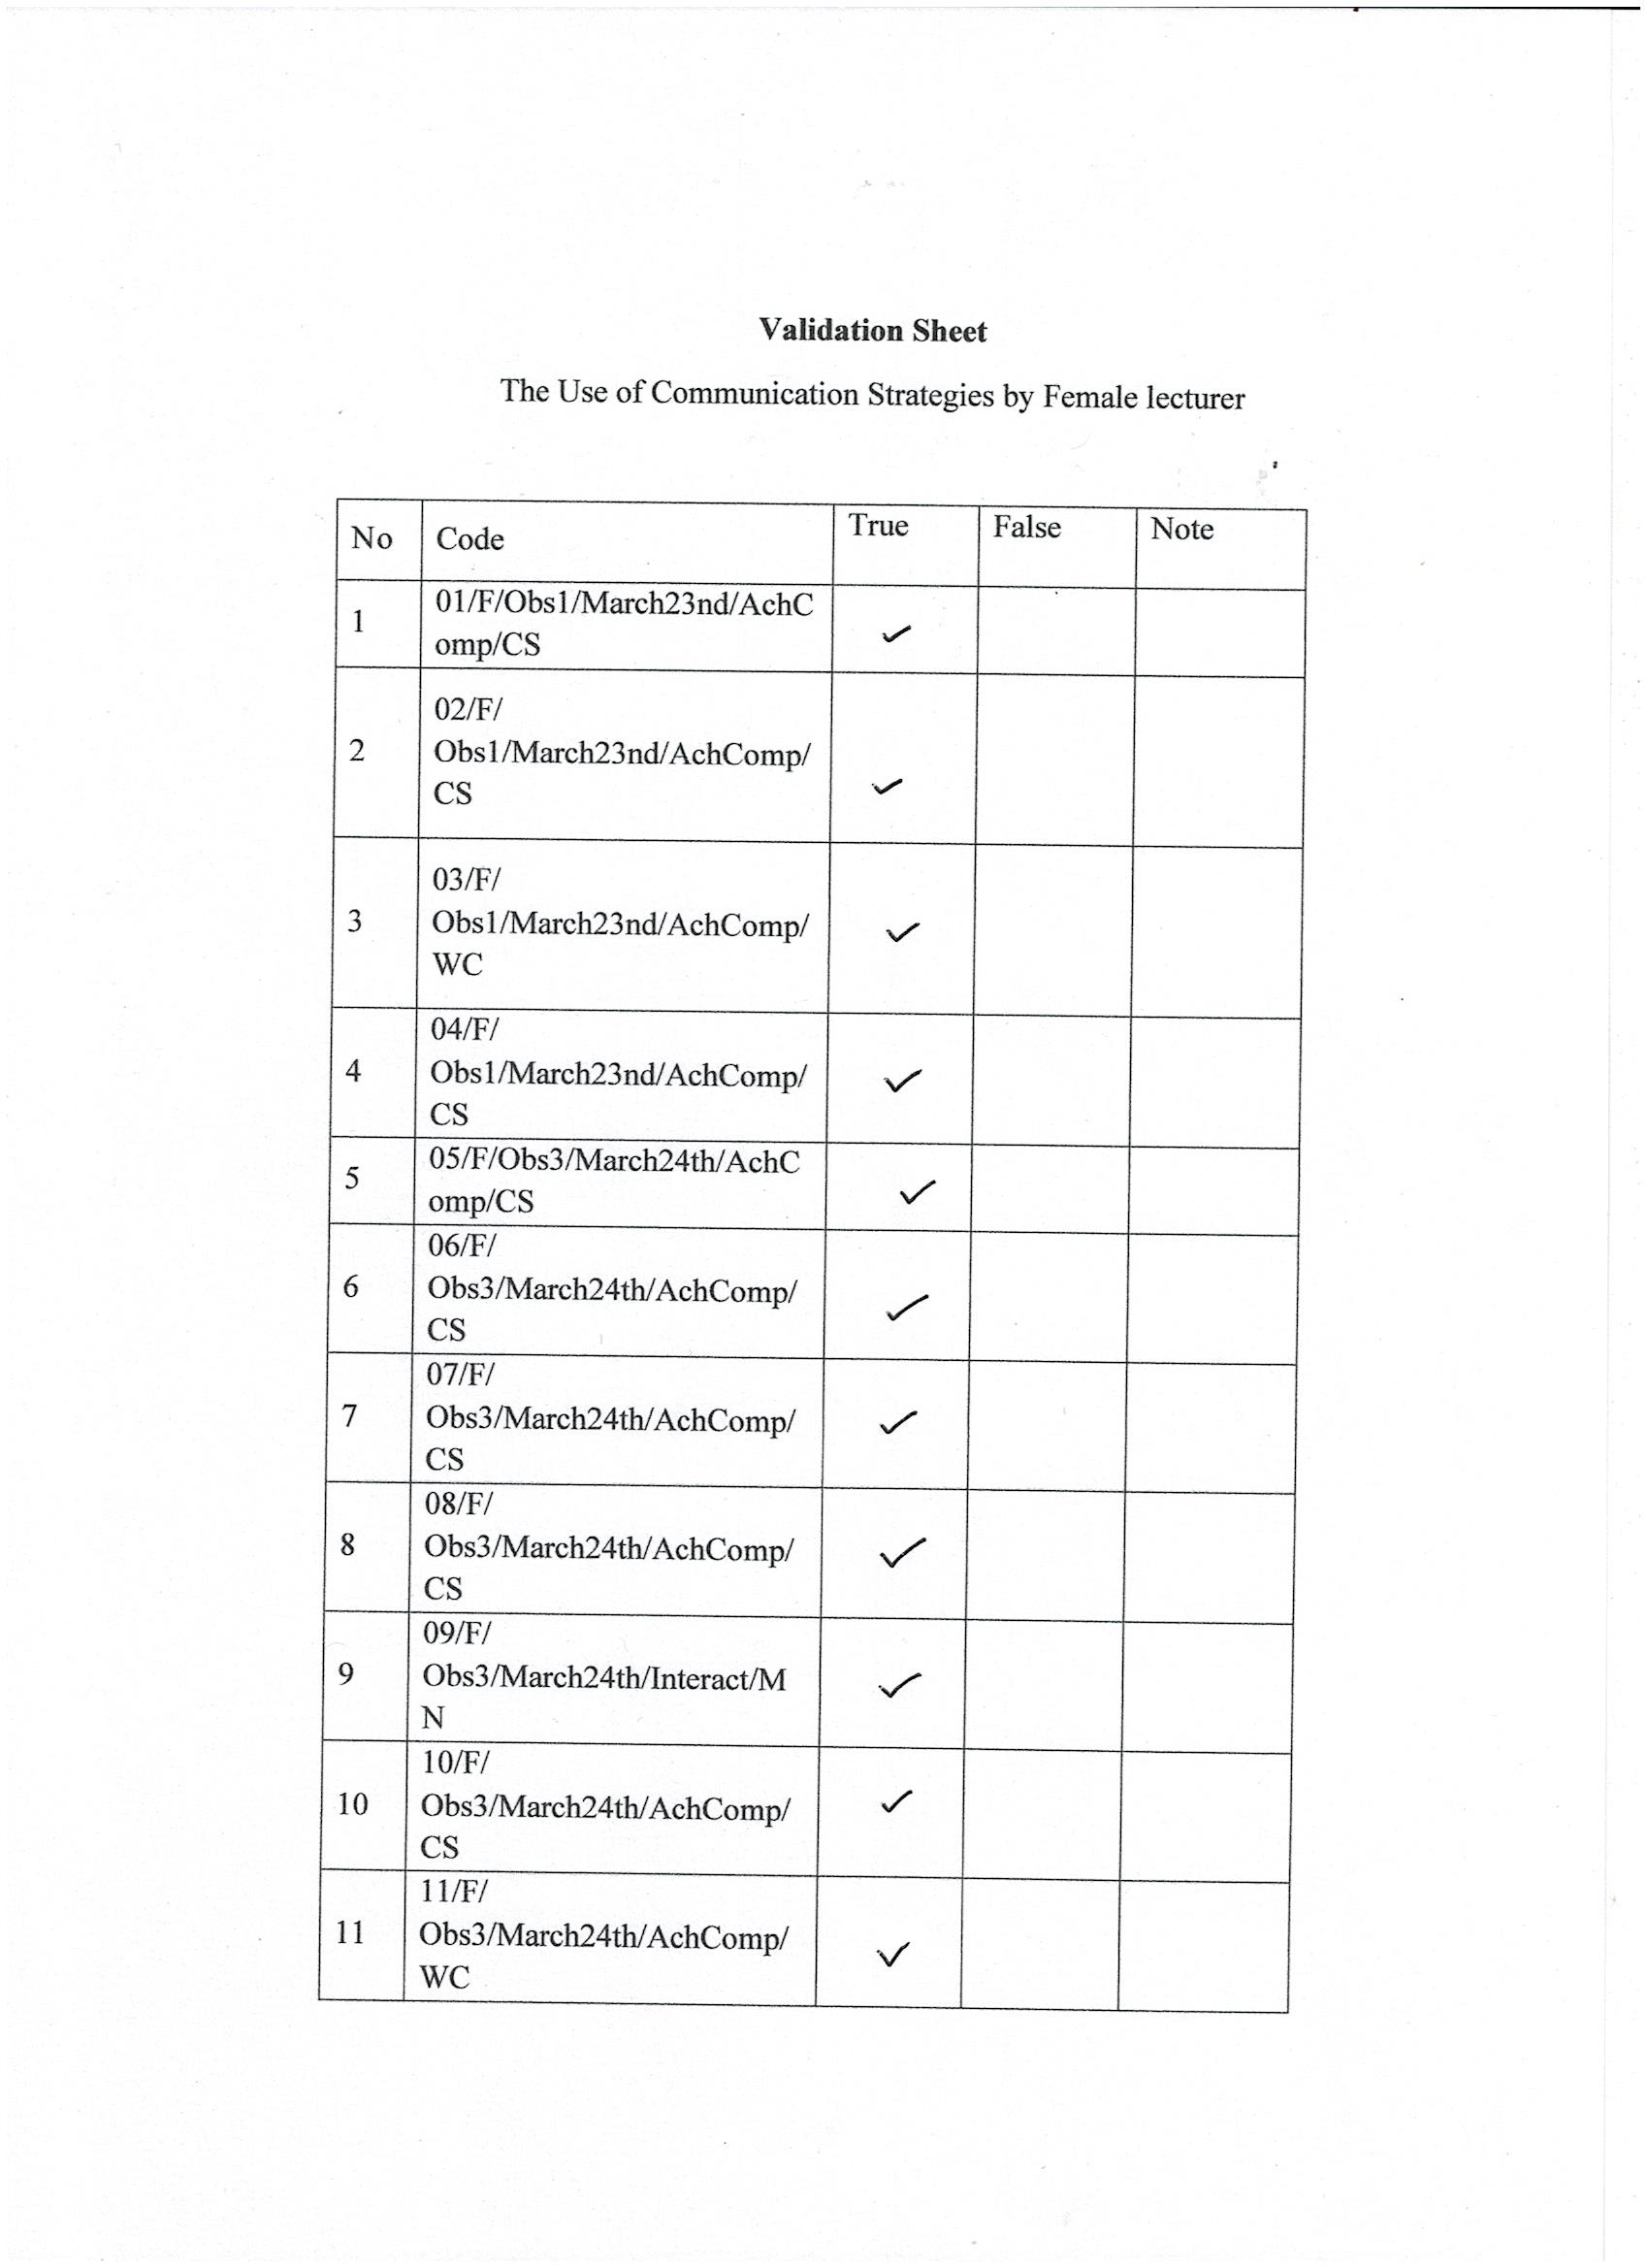 Validation Sheet
The Use of Communication Strategies by Female lecturer
No Code True False Note
1 01/F/Obs1/March23nd/AchC
omp/CS ✓
02/F/
2 Obs1/March23nd/AchComp/
CS ✓
03/F/
3 Obs1/March23nd/AchComp/ ✓
WC
04/F/
4 Obs1/March23nd/AchComp/ ✓
CS
5 05/F/Obs3/March24th/AchC
omp/CS ✓
06/F/
6 Obs3/March24th/AchComp/ ✓
CS
07/F/
7 Obs3/March24th/AchComp/ ✓
CS
08/F/
8 Obs3/March24th/AchComp/ ✓
CS
09/F/
9 Obs3/March24th/Interact/M ✓
N
10/F/
10 Obs3/March24th/AchComp/ ✓
CS
11/F/
11 Obs3/March24th/AchComp/ ✓
WC